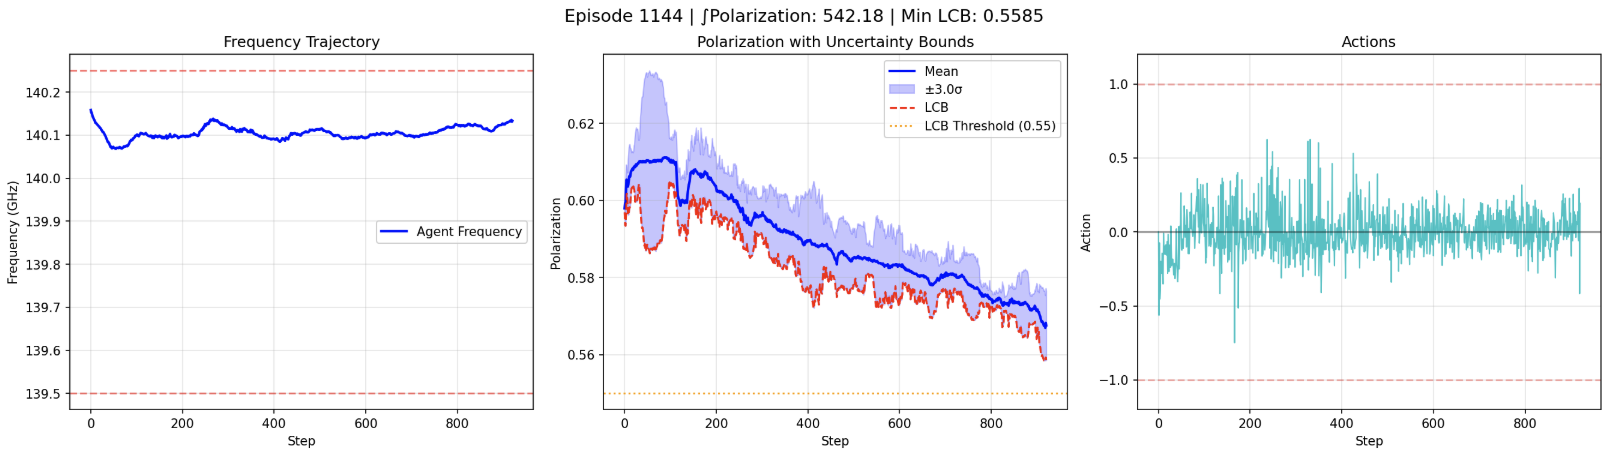 Episode 1144 | ∫Polarization: 542.18 | Min LCB: 0.5585
Frequency Trajectory
Frequency (GHz)
140.2
140.1
140.0
139.9
139.8
139.7
139.6
139.5
Agent Frequency
0 200 400 600 800
Step
Polarization with Uncertainty Bounds
Polarization
0.62
0.60
0.58
0.56
Mean
±3.0σ
LCB
LCB Threshold (0.55)
0 200 400 600 800
Step
Actions
Action
1.0
0.5
0.0
−0.5
−1.0
0 200 400 600 800
Step